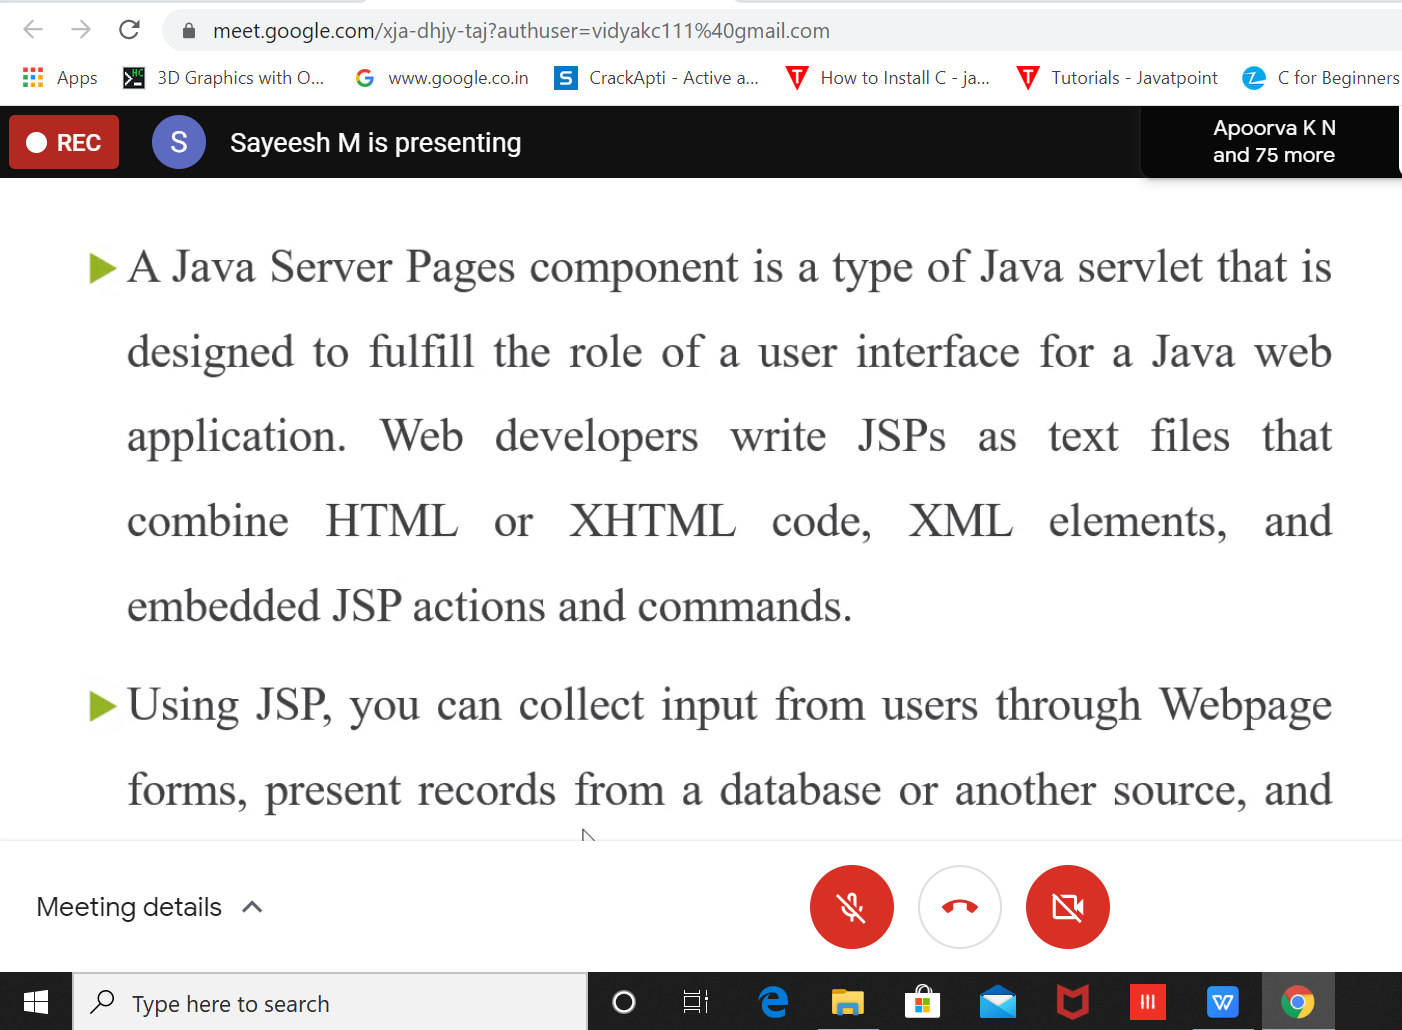 meet.google.com/xja-dhjy-taj?authuser=vidyakc111%40gmail.com
Apps 3D Graphics with O... www.google.co.in S CrackApti - Active a... T How to Install C - ja... T Tutorials - Javatpoint C for Beginners
REC S Sayeesh M is presenting
Apoorva K N
and 75 more
A Java Server Pages component is a type of Java servlet that is
designed to fulfill the role of a user interface for a Java web
application. Web developers write JSPs as text files that
combine HTML or XHTML code, XML elements, and
embedded JSP actions and commands.
Using JSP, you can collect input from users through Webpage
forms, present records from a database or another source, and
Meeting details
Type here to search